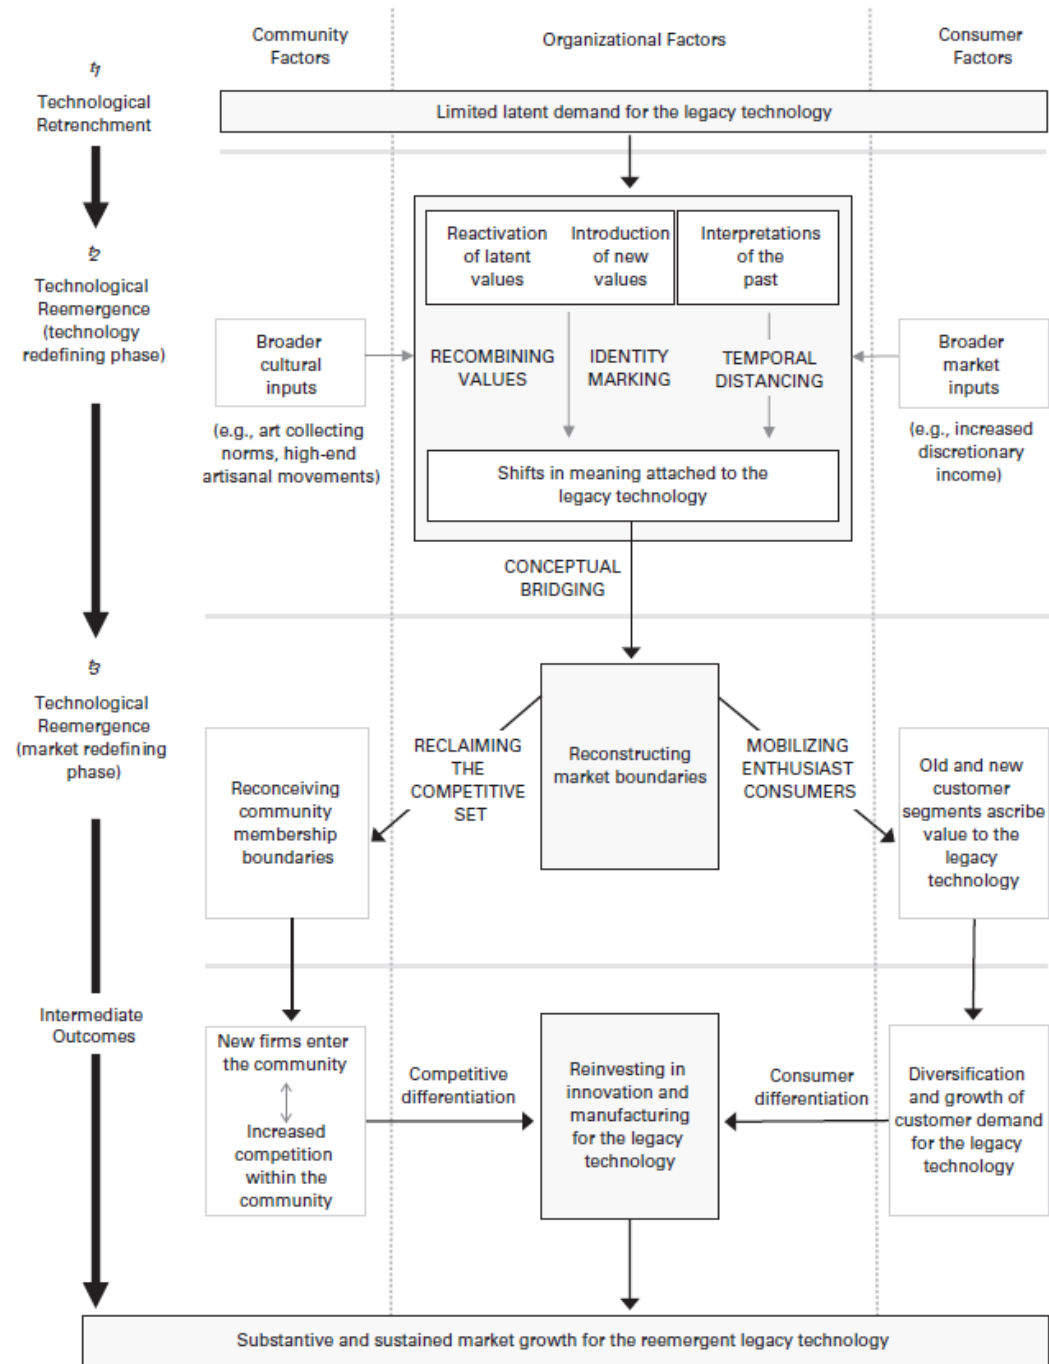 Community
Factors
Organizational Factors
Consumer
Factors
t1
Technological
Retrenchment
Limited latent demand for the legacy technology
t2
Technological
Reemergence
(technology
redefining phase)
Reactivation
of latent
values
Introduction
of new
values
Interpretations
of the
past
Broader
cultural
inputs
(e.g., art collecting
norms, high-end
artisanal movements)
RECOMBINING
VALUES
IDENTITY
MARKING
TEMPORAL
DISTANCING
Broader
market
inputs
(e.g., increased
discretionary
income)
Shifts in meaning attached to the
legacy technology
CONCEPTUAL
BRIDGING
t3
Technological
Reemergence
(market redefining
phase)
Reconceiving
community
membership
boundaries
RECLAIMING
THE
COMPETITIVE
SET
Reconstructing
market boundaries
MOBILIZING
ENTHUSIAST
CONSUMERS
Old and new
customer
segments ascribe
value to the
legacy
technology
Intermediate
Outcomes
New firms enter
the community
Increased
competition
within the
community
Competitive
differentiation
Reinvesting in
innovation and
manufacturing
for the legacy
technology
Consumer
differentiation
Diversification
and growth of
customer demand
for the legacy
technology
Substantive and sustained market growth for the reemergent legacy technology